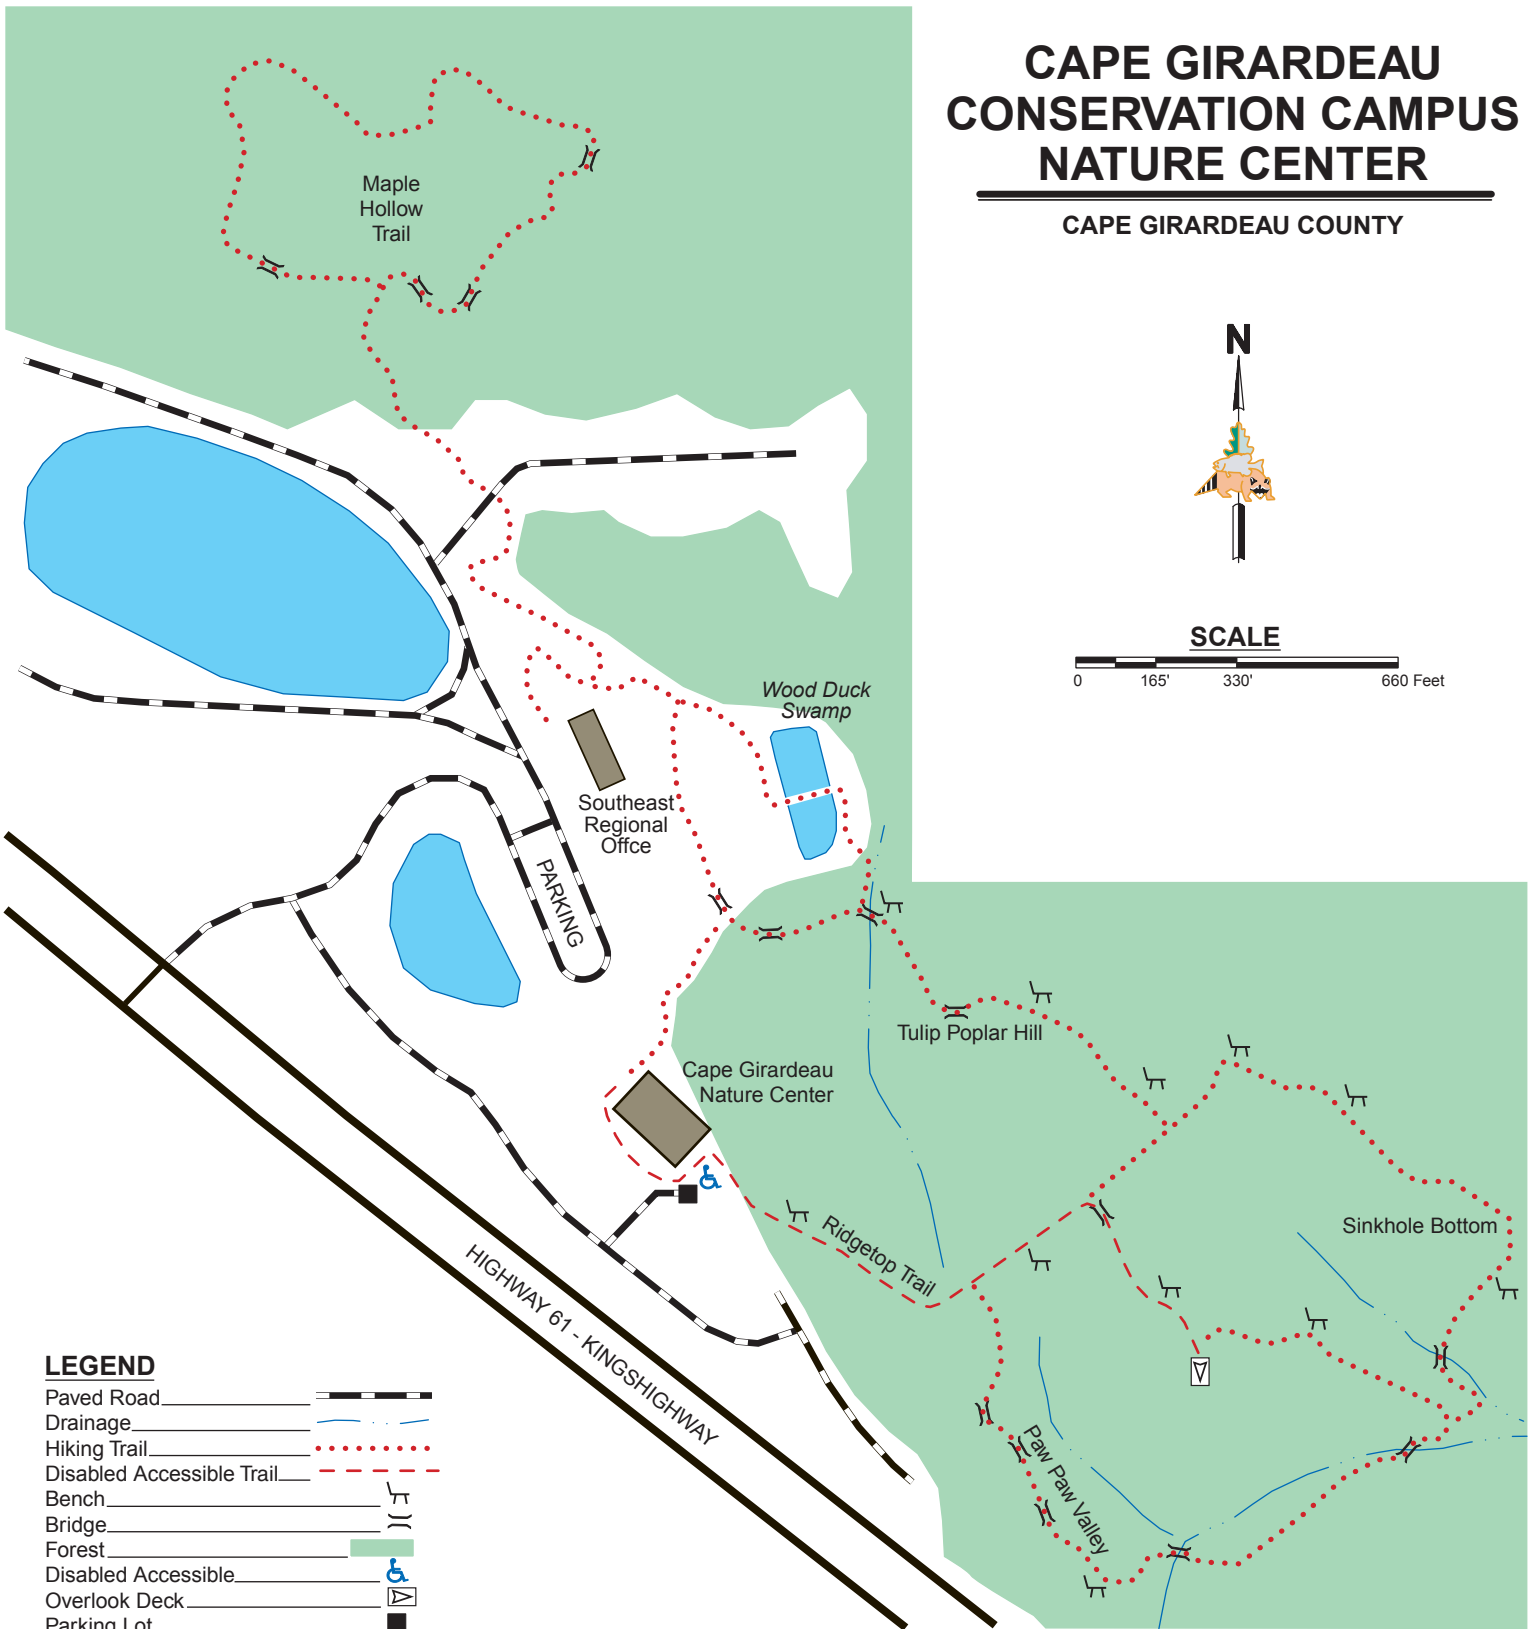 CAPE GIRARDEAU
CONSERVATION CAMPUS
NATURE CENTER
CAPE GIRARDEAU COUNTY
Maple
Hollow
Trail
N
SCALE
0 165' 330' 660 Feet
Wood Duck
Swamp
Southeast
Regional
Offce
PARKING
Tulip Poplar Hill
Cape Girardeau
Nature Center
Sinkhole Bottom
Ridgetop Trail
HIGHWAY 61 - KINGSHIGHWAY
Paw Paw Valley
LEGEND
Paved Road
Drainage
Hiking Trail
Disabled Accessible Trail
Bench
Bridge
Forest
Disabled Accessible
Overlook Deck
Parking Lot